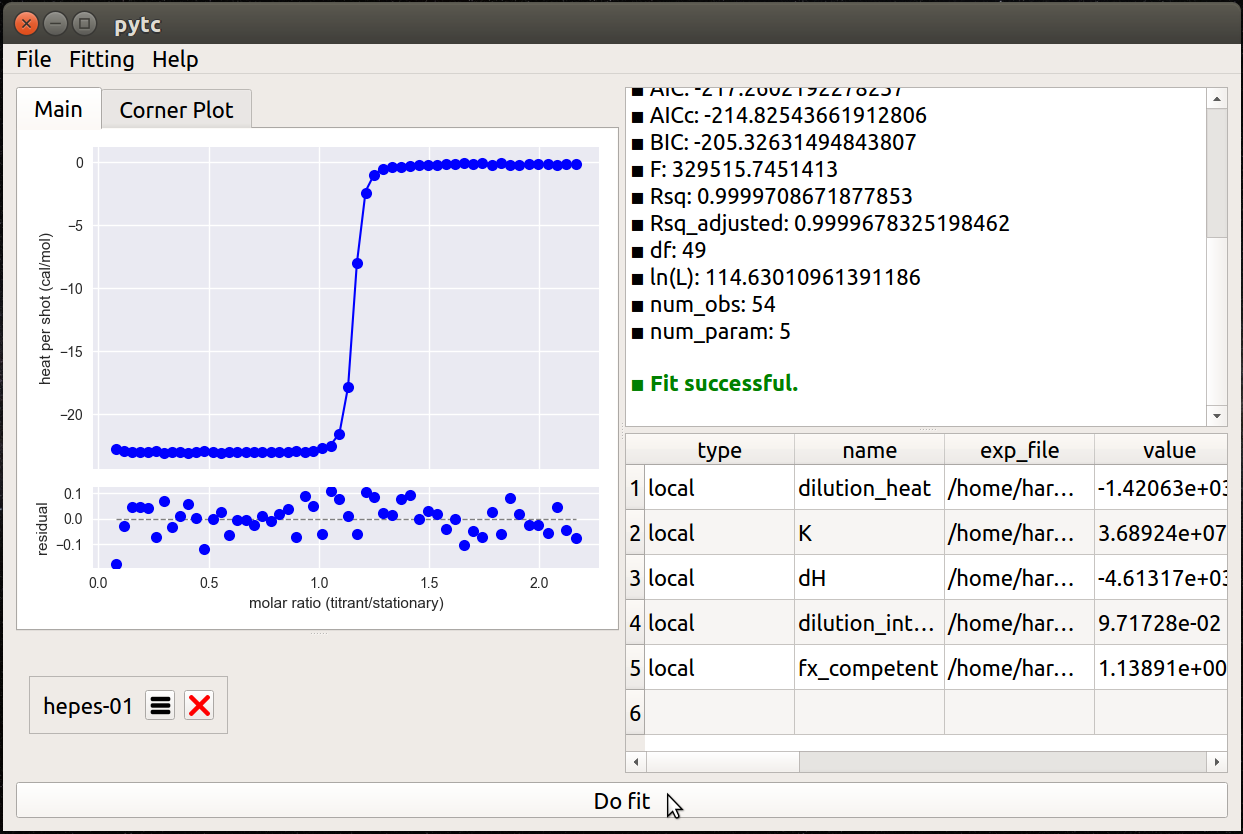 pytc
File Fitting Help
Main Corner Plot
0
−5
−10
−15
−20
heat per shot (cal/mol)
0.1
0.0
−0.1
residual
0.0 0.5 1.0 1.5 2.0
molar ratio (titrant/stationary)
hepes-01
AIC: -217.2602192278237
AICc: -214.82543661912806
BIC: -205.32631494843807
F: 329515.7451413
Rsq: 0.9999708671877853
Rsq_adjusted: 0.9999678325198462
df: 49
ln(L): 114.63010961391186
num_obs: 54
num_param: 5
Fit successful.
type name exp_file value
1 local dilution_heat /home/har... -1.42063e+03
2 local K /home/har... 3.68924e+07
3 local dH /home/har... -4.61317e+03
4 local dilution_int... /home/har... 9.71728e-02
5 local fx_competent /home/har... 1.13891e+00
6
Do fit